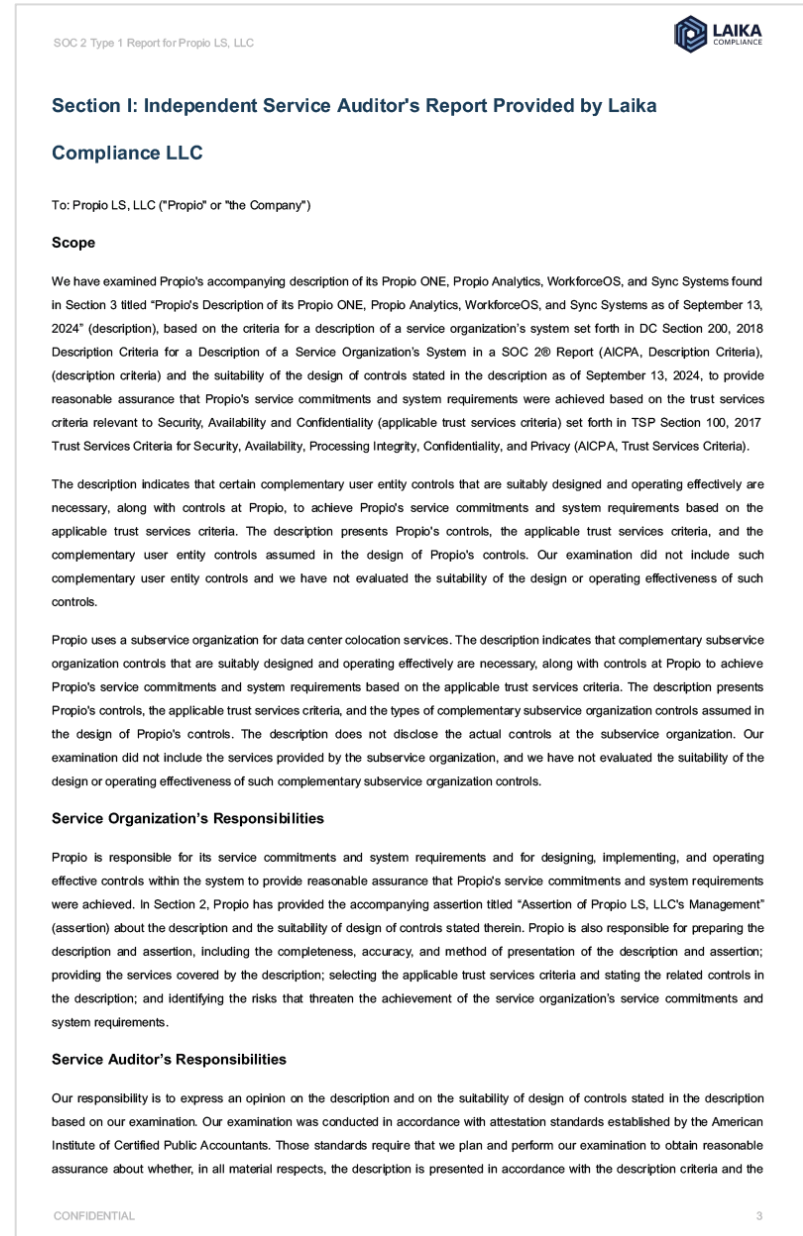 SOC 2 Type 1 Report for Propio LS, LLC
LAIKA
COMPLIANCE
Section I: Independent Service Auditor's Report Provided by Laika
Compliance LLC
To: Propio LS, LLC ("Propio" or "the Company")
Scope
We have examined Propio's accompanying description of its Propio ONE, Propio Analytics, WorkforceOS, and Sync Systems found
in Section 3 titled “Propio's Description of its Propio ONE, Propio Analytics, WorkforceOS, and Sync Systems as of September 13,
2024” (description), based on the criteria for a description of a service organization’s system set forth in DC Section 200, 2018
Description Criteria for a Description of a Service Organization’s System in a SOC 2® Report (AICPA, Description Criteria),
(description criteria) and the suitability of the design of controls stated in the description as of September 13, 2024, to provide
reasonable assurance that Propio's service commitments and system requirements were achieved based on the trust services
criteria relevant to Security, Availability and Confidentiality (applicable trust services criteria) set forth in TSP Section 100, 2017
Trust Services Criteria for Security, Availability, Processing Integrity, Confidentiality, and Privacy (AICPA, Trust Services Criteria).
The description indicates that certain complementary user entity controls that are suitably designed and operating effectively are
necessary, along with controls at Propio, to achieve Propio's service commitments and system requirements based on the
applicable trust services criteria. The description presents Propio's controls, the applicable trust services criteria, and the
complementary user entity controls assumed in the design of Propio's controls. Our examination did not include such
complementary user entity controls and we have not evaluated the suitability of the design or operating effectiveness of such
controls.
Propio uses a subservice organization for data center colocation services. The description indicates that complementary subservice
organization controls that are suitably designed and operating effectively are necessary, along with controls at Propio to achieve
Propio's service commitments and system requirements based on the applicable trust services criteria. The description presents
Propio's controls, the applicable trust services criteria, and the types of complementary subservice organization controls assumed in
the design of Propio's controls. The description does not disclose the actual controls at the subservice organization. Our
examination did not include the services provided by the subservice organization, and we have not evaluated the suitability of the
design or operating effectiveness of such complementary subservice organization controls.
Service Organization’s Responsibilities
Propio is responsible for its service commitments and system requirements and for designing, implementing, and operating
effective controls within the system to provide reasonable assurance that Propio's service commitments and system requirements
were achieved. In Section 2, Propio has provided the accompanying assertion titled “Assertion of Propio LS, LLC's Management”
(assertion) about the description and the suitability of design of controls stated therein. Propio is also responsible for preparing the
description and assertion, including the completeness, accuracy, and method of presentation of the description and assertion;
providing the services covered by the description; selecting the applicable trust services criteria and stating the related controls in
the description; and identifying the risks that threaten the achievement of the service organization’s service commitments and
system requirements.
Service Auditor’s Responsibilities
Our responsibility is to express an opinion on the description and on the suitability of design of controls stated in the description
based on our examination. Our examination was conducted in accordance with attestation standards established by the American
Institute of Certified Public Accountants. Those standards require that we plan and perform our examination to obtain reasonable
assurance about whether, in all material respects, the description is presented in accordance with the description criteria and the
CONFIDENTIAL
3